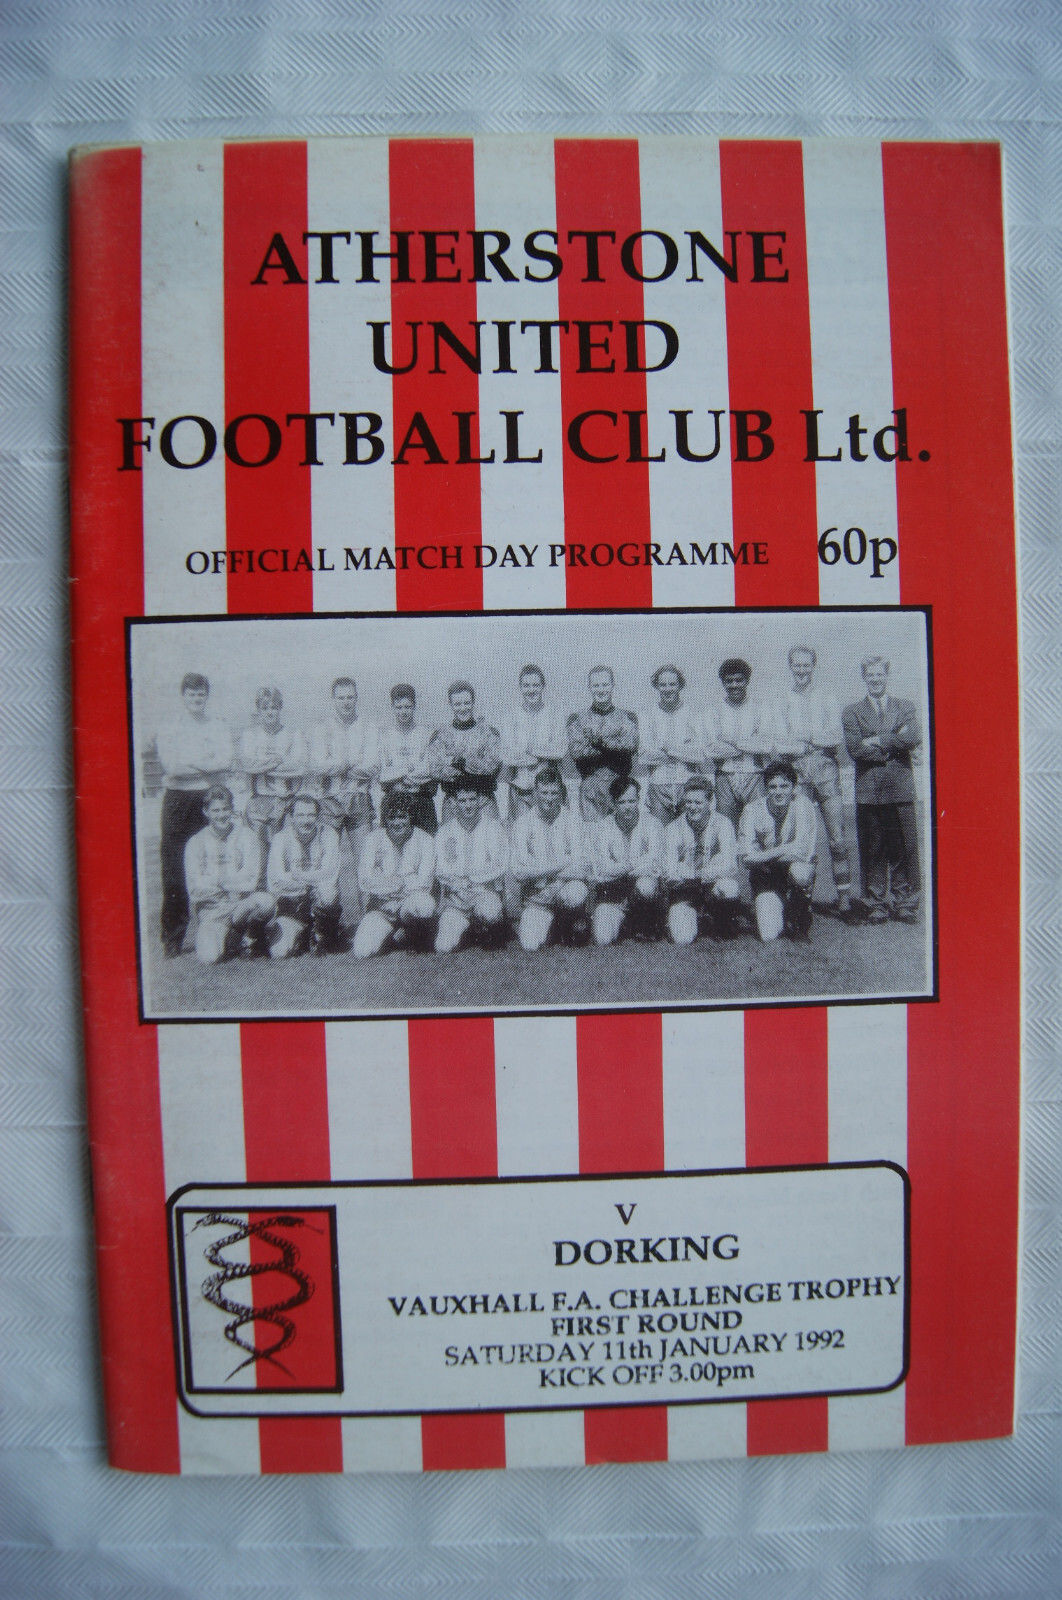 ATHERSTONE
UNITED
FOOTBALL CLUB Ltd.
OFFICIAL MATCH DAY PROGRAMME 60p
V
DORKING
VAUXHALL F.A. CHALLENGE TROPHY
FIRST ROUND
SATURDAY 11th JANUARY 1992
KICK OFF 3.00pm